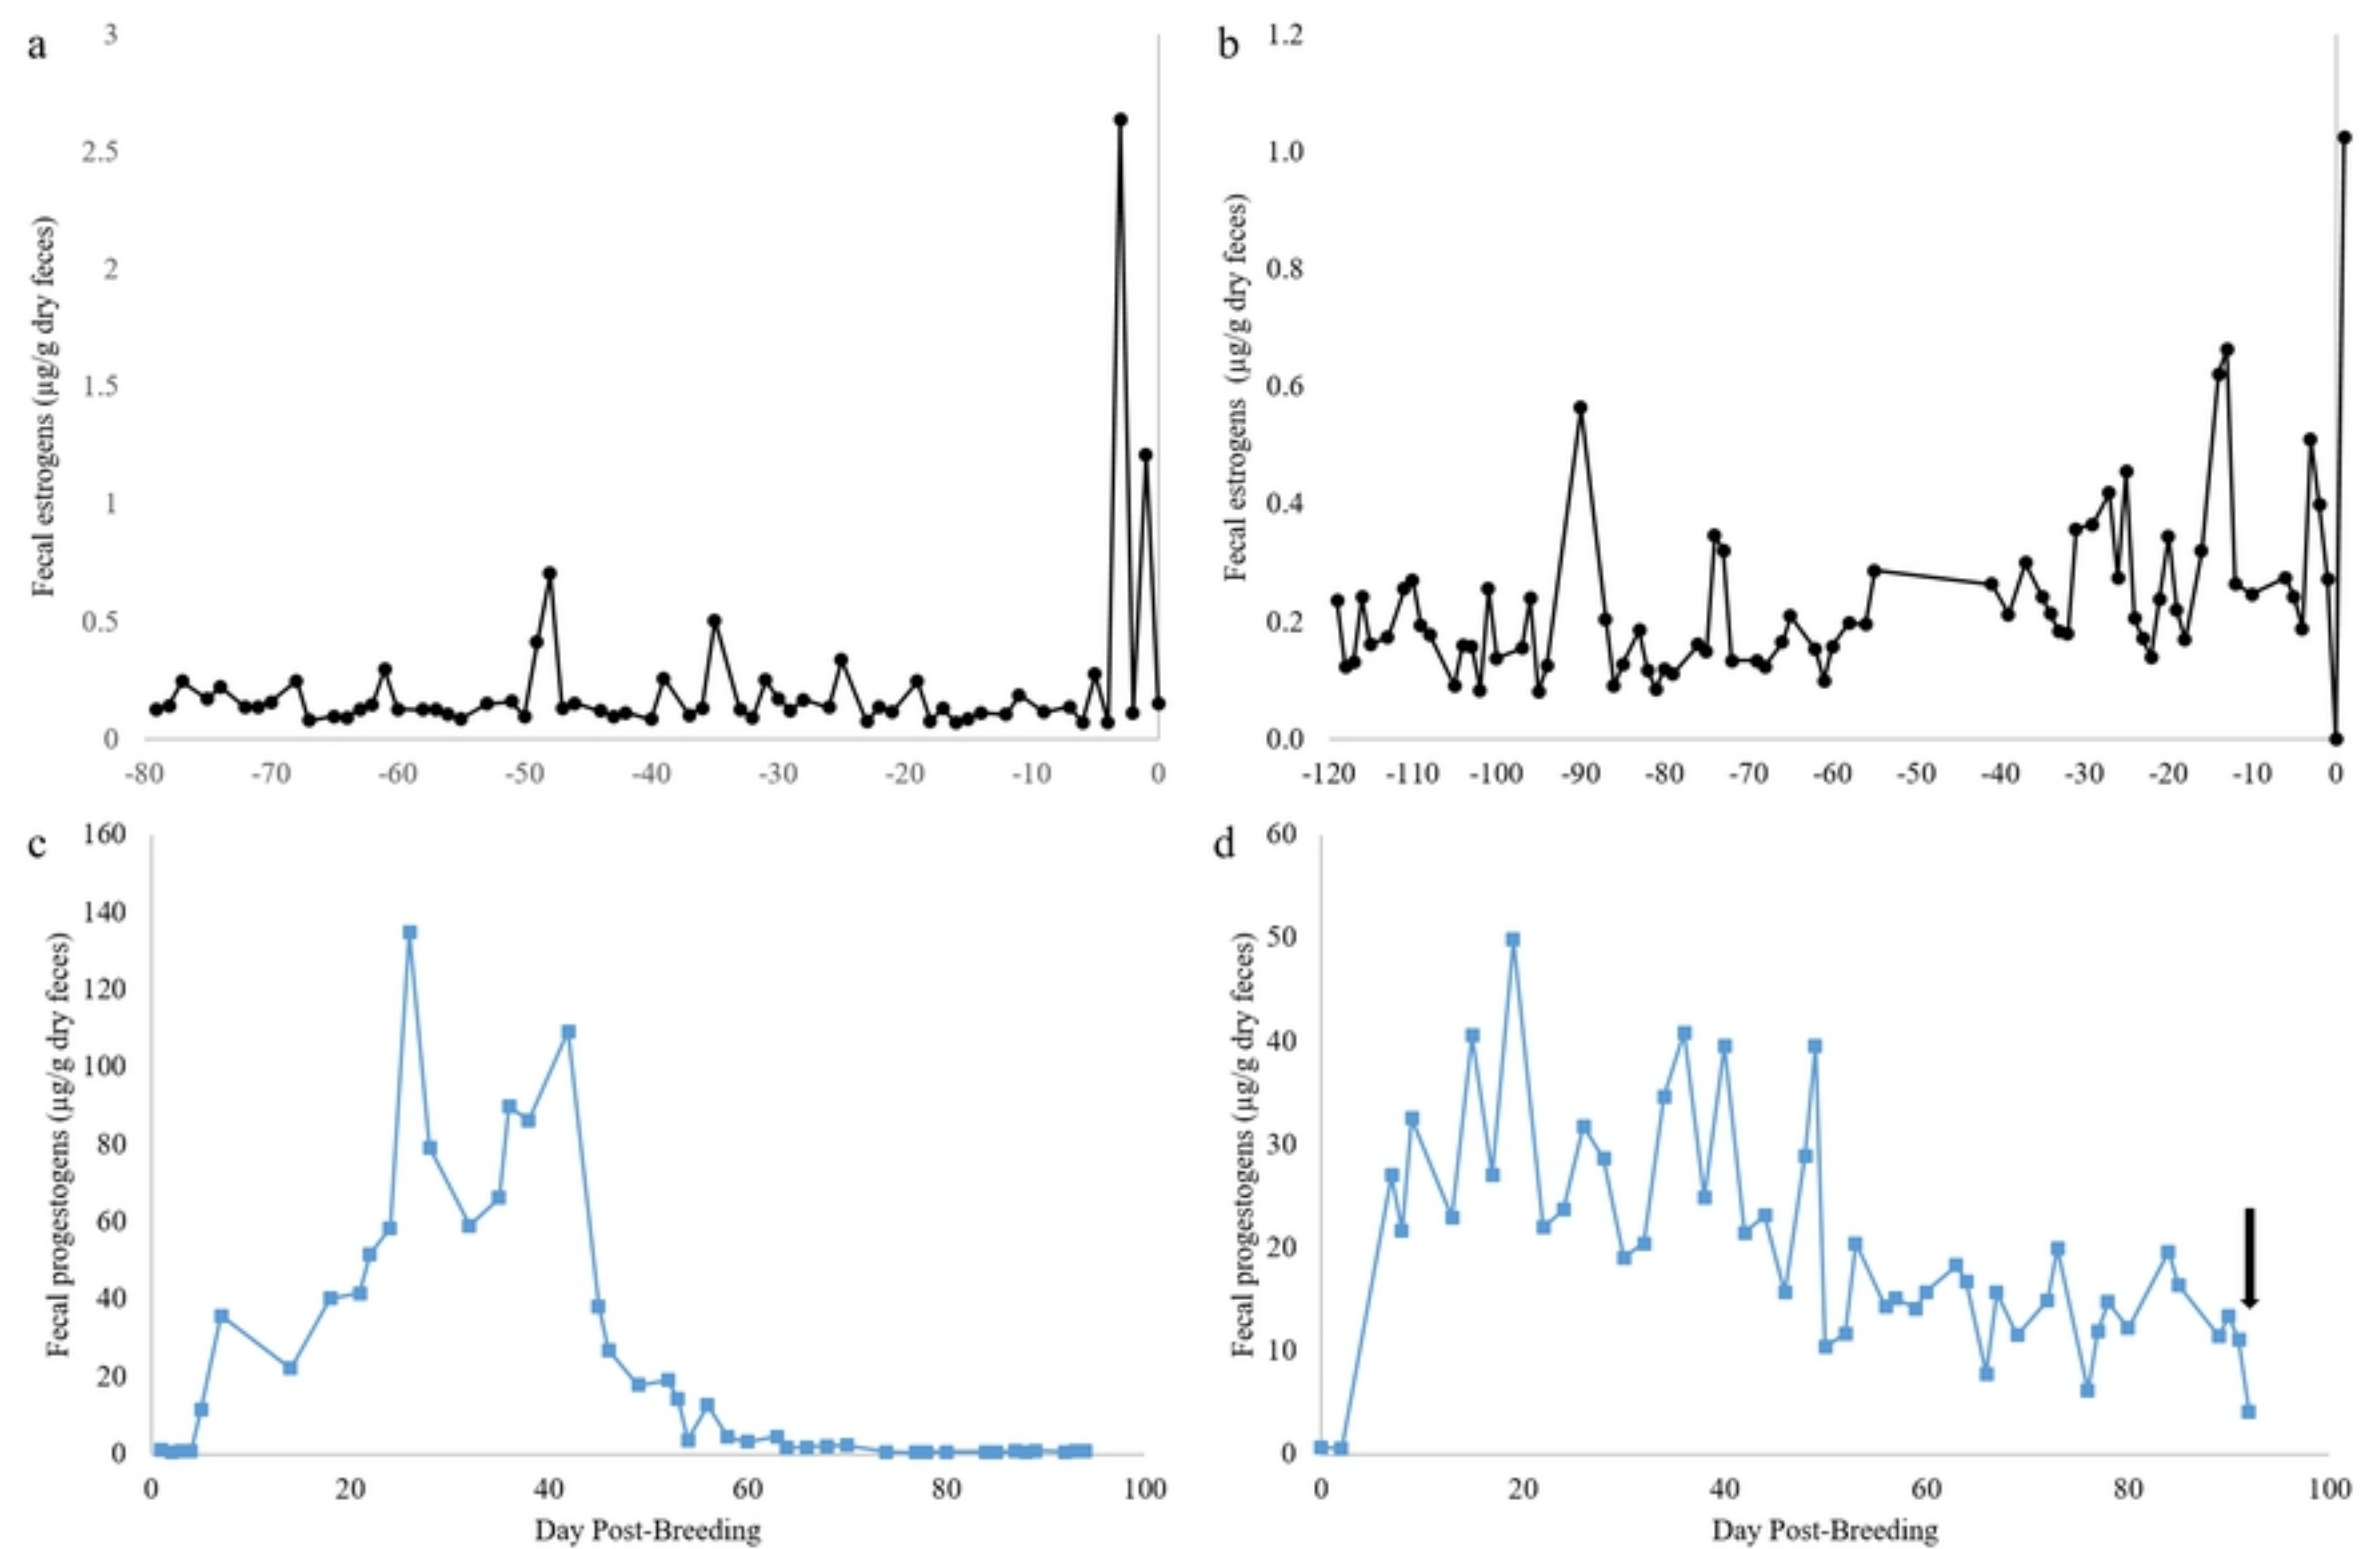 a
3
2.5
2
1.5
1
0.5
0
Fecal estrogens (µg/g dry feces)
-80 -70 -60 -50 -40 -30 -20 -10 0
b
1.2
1.0
0.8
0.6
0.4
0.2
0.0
Fecal estrogens (µg/g dry feces)
-120 -110 -100 -90 -80 -70 -60 -50 -40 -30 -20 -10 0
c
160
140
120
100
80
60
40
20
0
Fecal progestogens (µg/g dry feces)
0 20 40 60 80 100
Day Post-Breeding
d
60
50
40
30
20
10
0
Fecal progestogens (µg/g dry feces)
0 20 40 60 80 100
Day Post-Breeding